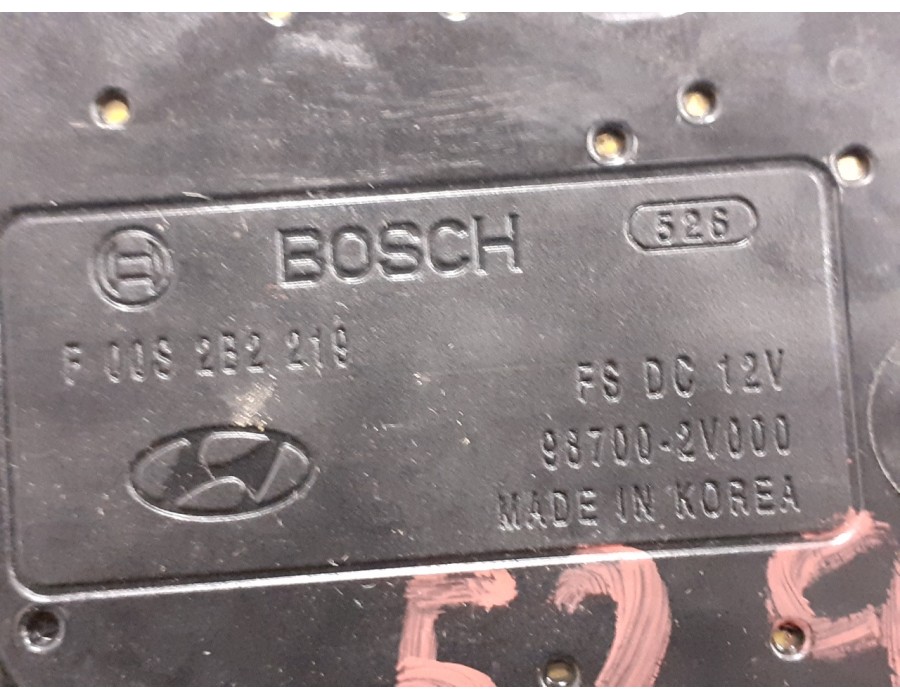 BOSCH
526
F 00S 2B2 219
FS DC 12V
98700-2V000
MADE IN KOREA